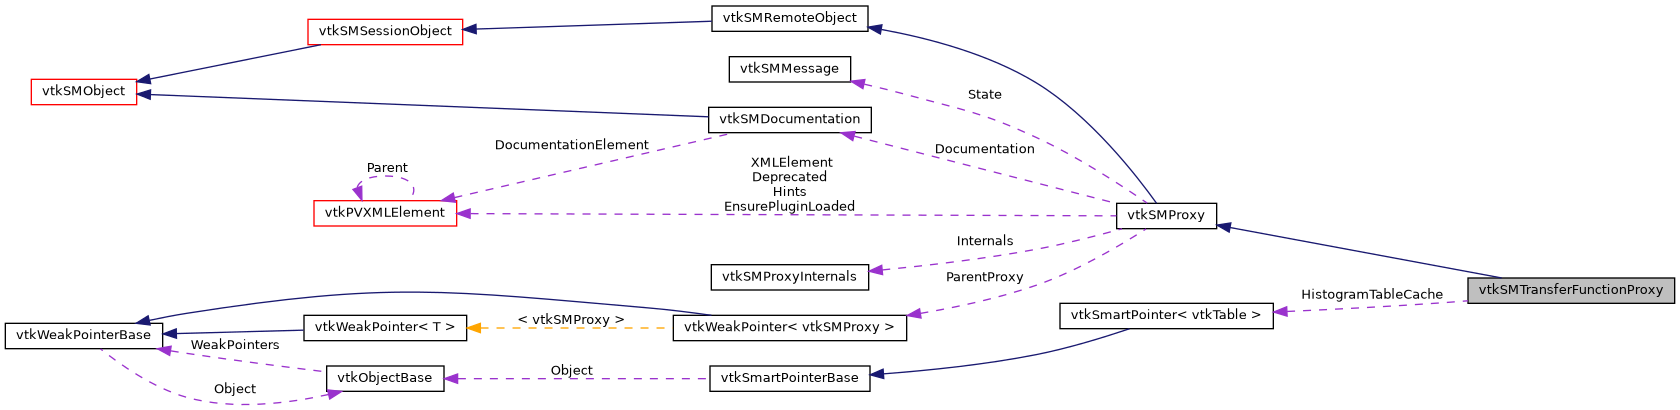 vtkSMRemoteObject
vtkSMSessionObject
vtkSMMessage
vtkSMObject
State
vtkSMDocumentation
DocumentationElement
Documentation
XMLElement
Deprecated
Hints
EnsurePluginLoaded
Parent
vtkPVXMLElement
vtkSMProxy
Internals
vtkSMProxyInternals
ParentProxy
vtkSMTransferFunctionProxy
HistogramTableCache
vtkSmartPointer< vtkTable >
< vtkSMProxy >
vtkWeakPointer< T >
vtkWeakPointer< vtkSMProxy >
vtkWeakPointerBase
WeakPointers
Object
vtkObjectBase
vtkSmartPointerBase
Object